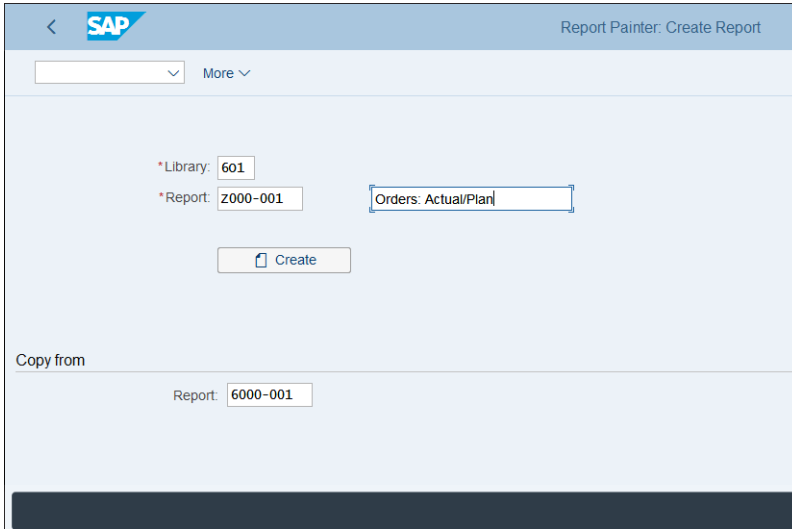 SAP Report Painter: Create Report
More
*Library: 6o1
*Report: Z000-001 Orders: Actual/Plan
Create
Copy from
Report: 6000-001